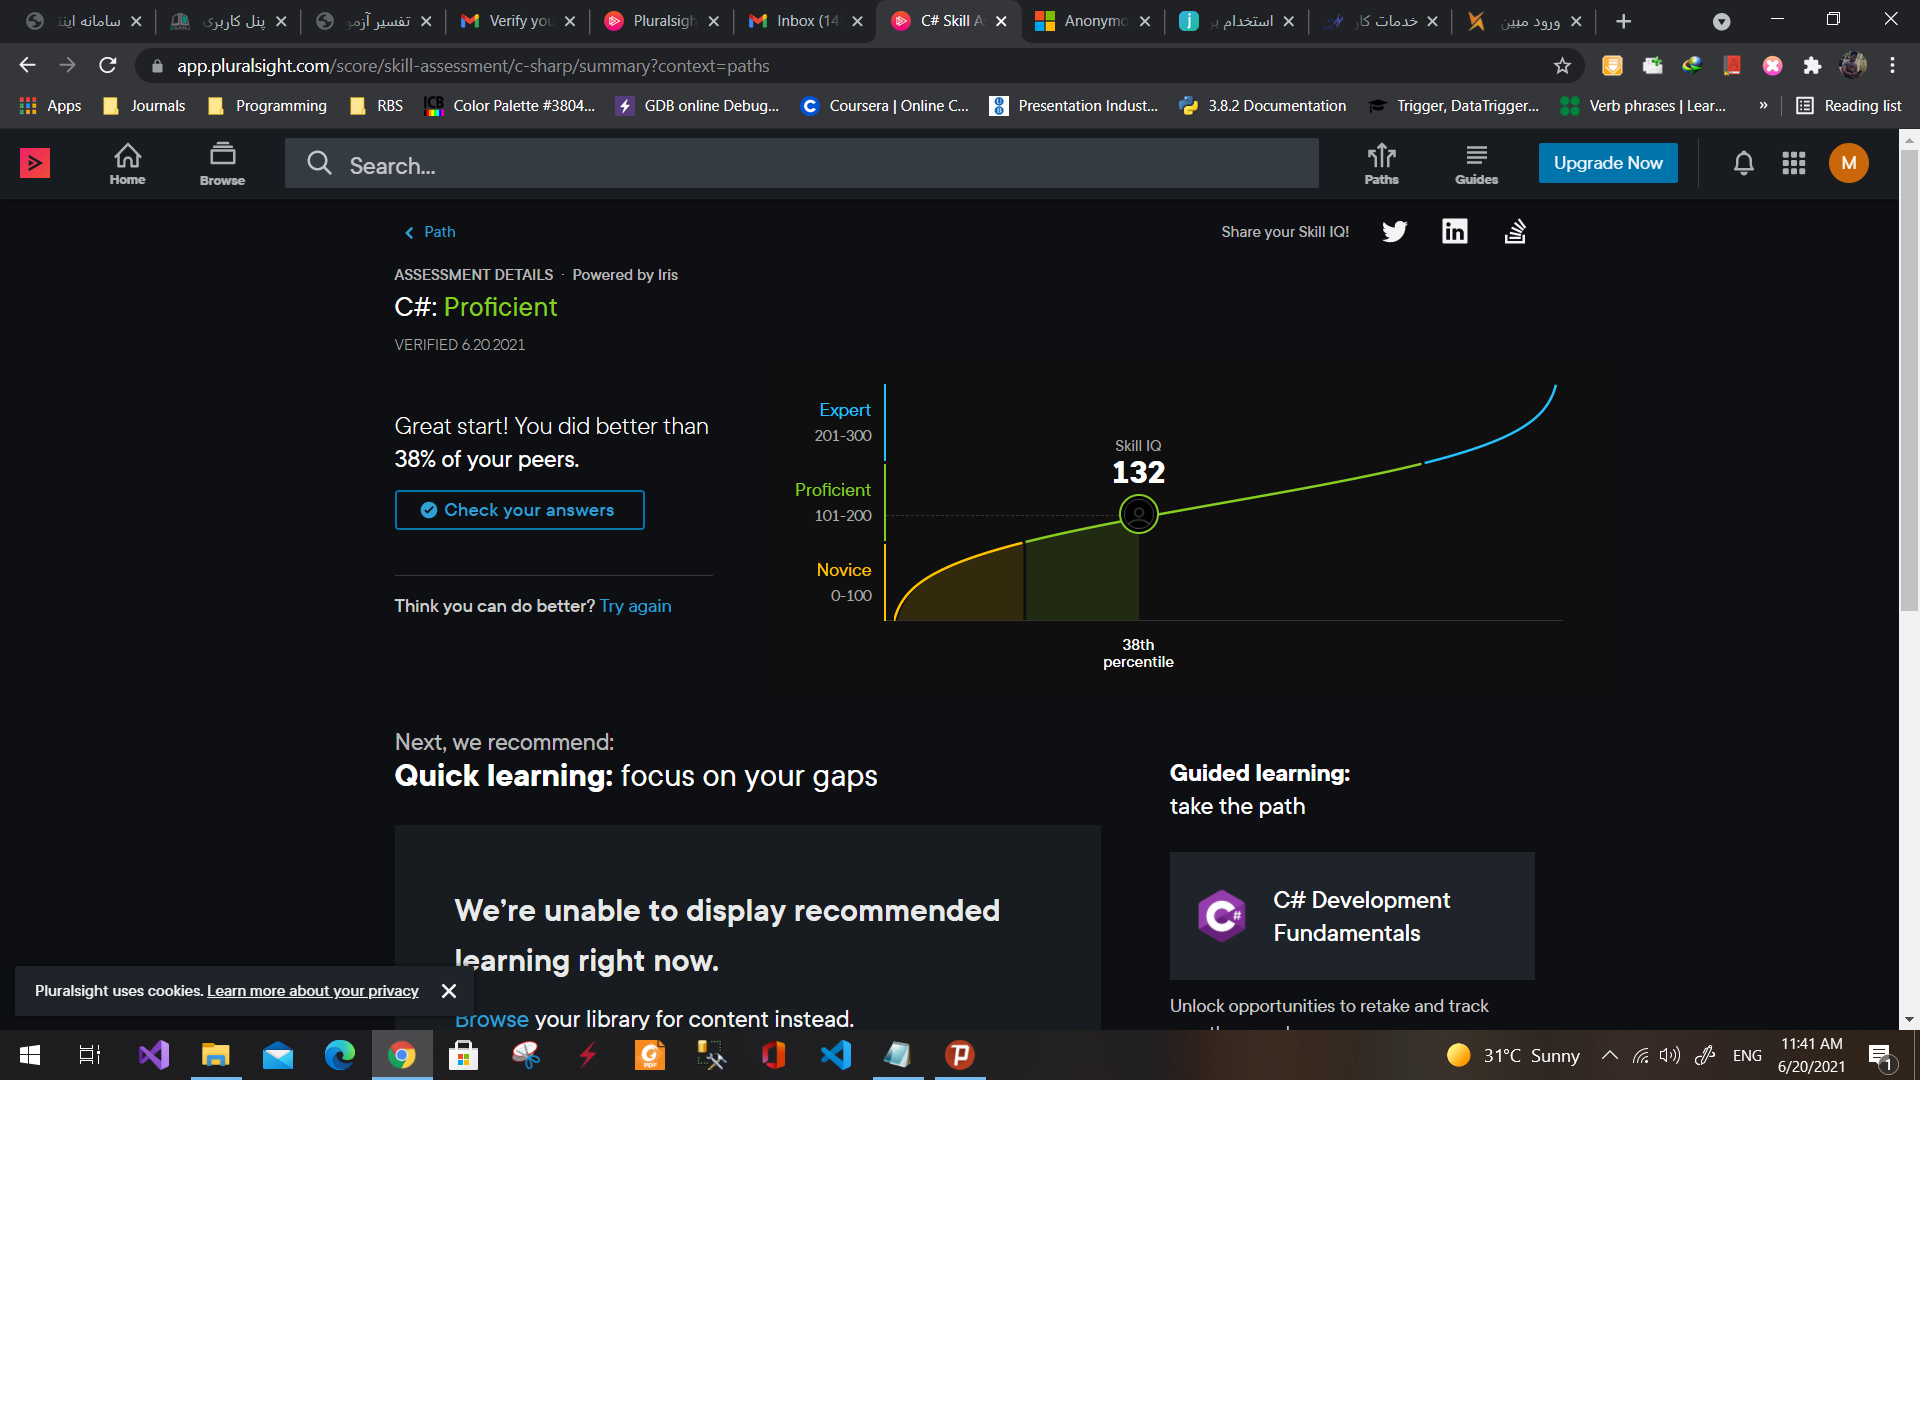 سامانه اینت
پنل کاربری
تفسیر آزمو
Verify you
Pluralsigh
Inbox (14
C# Skill A
Anonymo
استخدام بر
خدمات کار
ورود مبین
app.pluralsight.com/score/skill-assessment/c-sharp/summary?context=paths
Apps
Journals
Programming
RBS
Color Palette #3804...
GDB online Debug...
Coursera | Online C...
Presentation Indust...
3.8.2 Documentation
Trigger, DataTrigger...
Verb phrases | Lear...
»
Reading list
Home
Browse
Search...
Paths
Guides
Upgrade Now
M
Path
Share your Skill IQ!
ASSESSMENT DETAILS · Powered by Iris
C#: Proficient
VERIFIED 6.20.2021
Great start! You did better than
38% of your peers.
Check your answers
Think you can do better? Try again
Expert
201-300
Proficient
101-200
Novice
0-100
Skill IQ
132
38th
percentile
Next, we recommend:
Quick learning: focus on your gaps
We're unable to display recommended
learning right now.
Browse your library for content instead.
Guided learning:
take the path
C# Development
Fundamentals
Unlock opportunities to retake and track
Pluralsight uses cookies. Learn more about your privacy
31°C Sunny
ENG
11:41 AM
6/20/2021
1